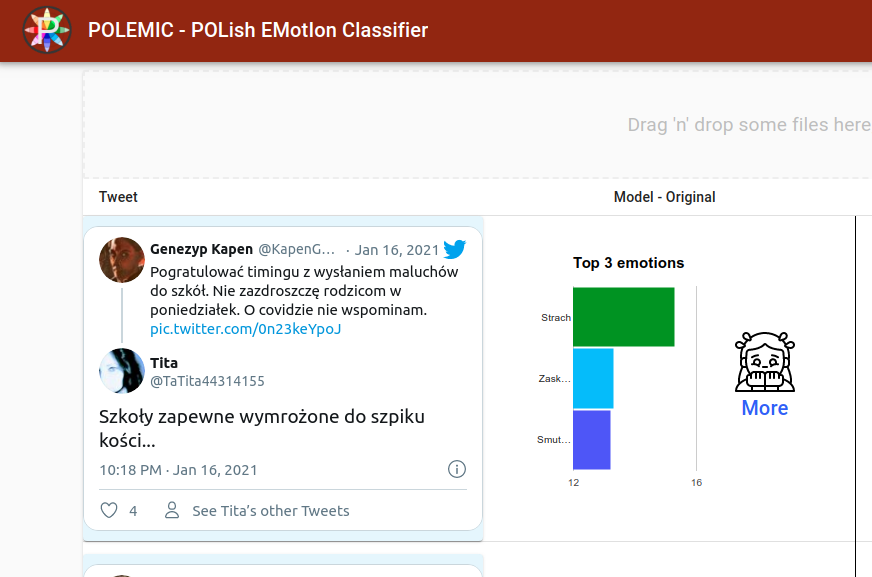 POLEMIC - POLish EMotIon Classifier
Drag 'n' drop some files here
Tweet
Model - Original
Genezyp Kapen @KapenG… · Jan 16, 2021
Pogratulować timingu z wysłaniem maluchów
do szkół. Nie zazdroszczę rodzicom w
poniedziałek. O covidzie nie wspominam.
pic.twitter.com/0n23keYpoJ
Tita
@TaTita44314155
Szkoły zapewne wymrożone do szpiku
kości...
10:18 PM · Jan 16, 2021
4
See Tita's other Tweets
Top 3 emotions
Strach
Zask…
Smut…
12
16
More